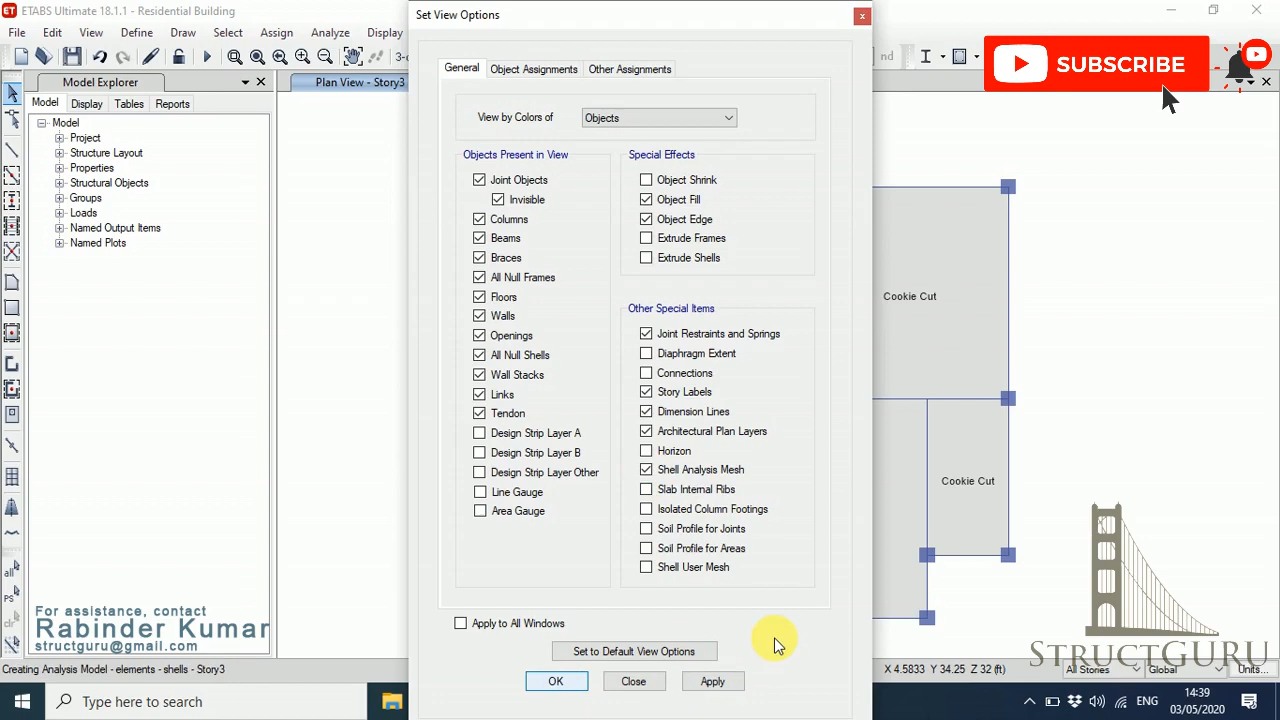 ETABS Ultimate 18.1.1 - Residential Building
File Edit View Define Draw Select Assign Analyze Display
Model Explorer
Plan View - Story3
Model Display Tables Reports
Model
Project
Structure Layout
Properties
Structural Objects
Groups
Loads
Named Output Items
Named Plots
Set View Options
General Object Assignments Other Assignments
View by Colors of Objects
Objects Present in View
Joint Objects
Invisible
Columns
Beams
Braces
All Null Frames
Floors
Walls
Openings
All Null Shells
Wall Stacks
Links
Tendon
Design Strip Layer A
Design Strip Layer B
Design Strip Layer Other
Line Gauge
Area Gauge
Special Effects
Object Shrink
Object Fill
Object Edge
Extrude Frames
Extrude Shells
Other Special Items
Joint Restraints and Springs
Diaphragm Extent
Connections
Story Labels
Dimension Lines
Architectural Plan Layers
Horizon
Shell Analysis Mesh
Slab Internal Ribs
Isolated Column Footings
Soil Profile for Joints
Soil Profile for Areas
Shell User Mesh
Apply to All Windows
Set to Default View Options
OK Close Apply
nd
SUBSCRIBE
Cookie Cut
Cookie Cut
all
PS
clr
For assistance, contact
Rabinder Kumar
structguru@gmail.com
STRUCTGURU
Creating Analysis Model - elements - shells - Story3
X 4.5833 Y 34.25 Z 32 (ft)
All Stories Global Units...
Type here to search
ENG
14:39
03/05/2020